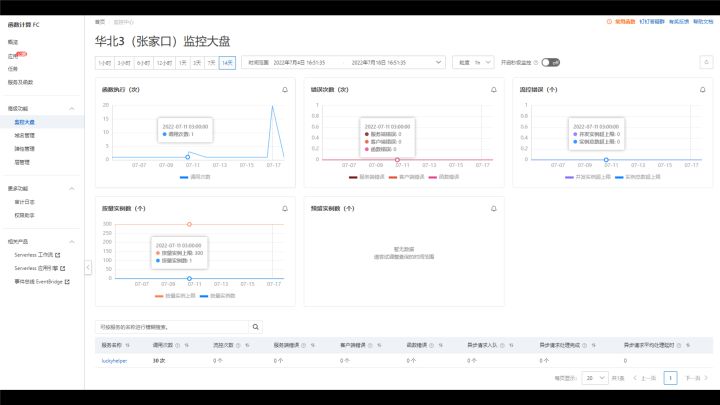 函数计算 FC
概览
应用
任务
服务及函数
高级功能
监控大盘
域名管理
弹性管理
层管理
更多功能
审计日志
权限助手
相关产品
Serverless 工作流
Serverless 应用引擎
事件总线 EventBridge
首页 / 监控中心
常用函数 钉钉答疑群 有奖反馈 帮助文档
华北3（张家口）监控大盘
1小时 3小时 6小时 12小时 1天 3天 7天 14天
时间范围 2022年7月4日 16:51:35 - 2022年7月18日 16:51:35
粒度 1h
开启秒级监控
函数执行（次）
20
15
10
5
0
2022-07-11 03:00:00
调用次数: 1
07-07 07-09 07-11 07-13 07-15 07-17
调用次数
错误次数（次）
1
0.8
0.6
0.4
0.2
0
2022-07-11 03:00:00
服务端错误: 0
客户端错误: 0
函数错误: 0
07-07 07-09 07-11 07-13 07-15 07-17
服务端错误 客户端错误 函数错误
流控错误（个）
1
0.8
0.6
0.4
0.2
0
2022-07-11 03:00:00
并发实例超上限: 0
实例总数超上限: 0
07-07 07-09 07-11 07-13 07-15 07-17
并发实例超上限 实例总数超上限
按量实例数（个）
300
250
200
150
100
50
0
2022-07-11 03:00:00
按量实例上限: 300
按量实例数: 1
07-07 07-09 07-11 07-13 07-15 07-17
按量实例上限 按量实例数
预留实例数（个）
暂无数据
请尝试调整查询的时间范围
可按服务的名称进行模糊搜索。
服务名称 调用次数 流控次数 服务端错误 客户端错误 函数错误 异步请求入队 异步请求处理完成 异步请求平均处理延时
luckyhelper 30 次 0 个 0 个 0 个 0 个 0 个 0 个 0
每页显示: 20 共1条 上一页 1 下一页